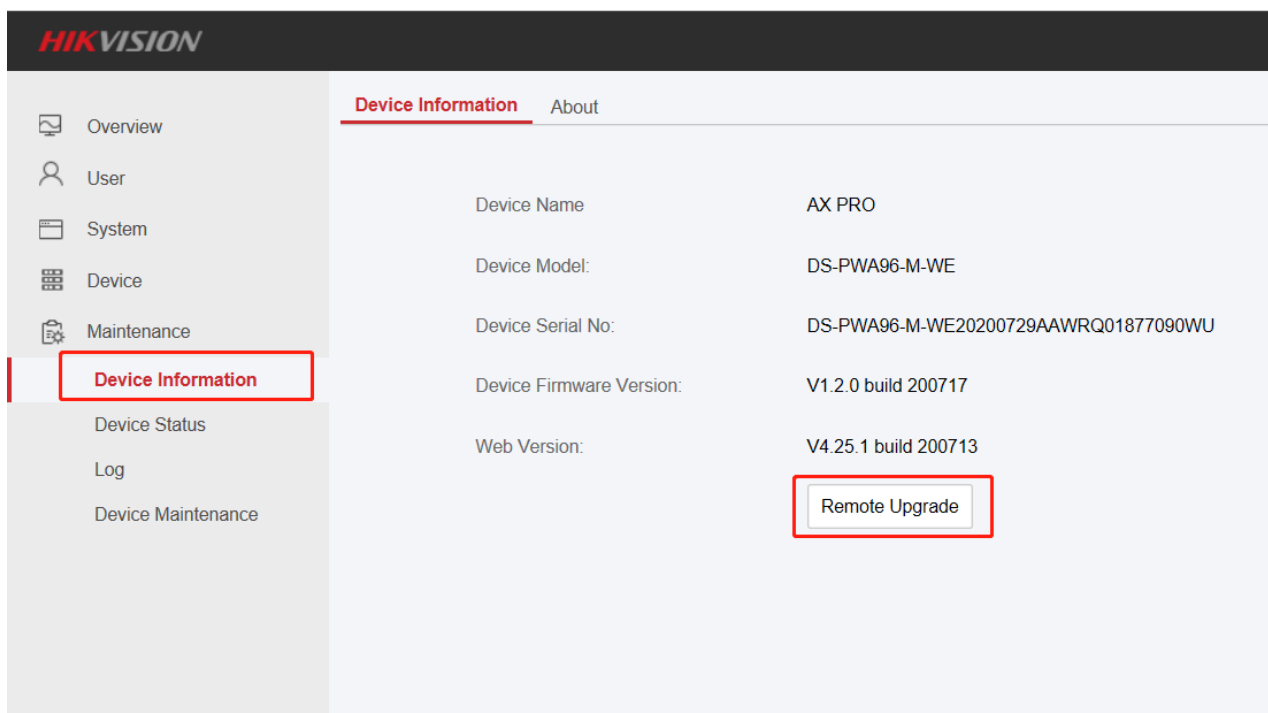 HIKVISION
Overview
User
System
Device
Maintenance
Device Information
Device Status
Log
Device Maintenance
Device Information About
Device Name AX PRO
Device Model: DS-PWA96-M-WE
Device Serial No: DS-PWA96-M-WE20200729AAWRQ01877090WU
Device Firmware Version: V1.2.0 build 200717
Web Version: V4.25.1 build 200713
Remote Upgrade